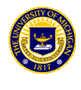 THE UNIVERSITY OF MICHIGAN
1817